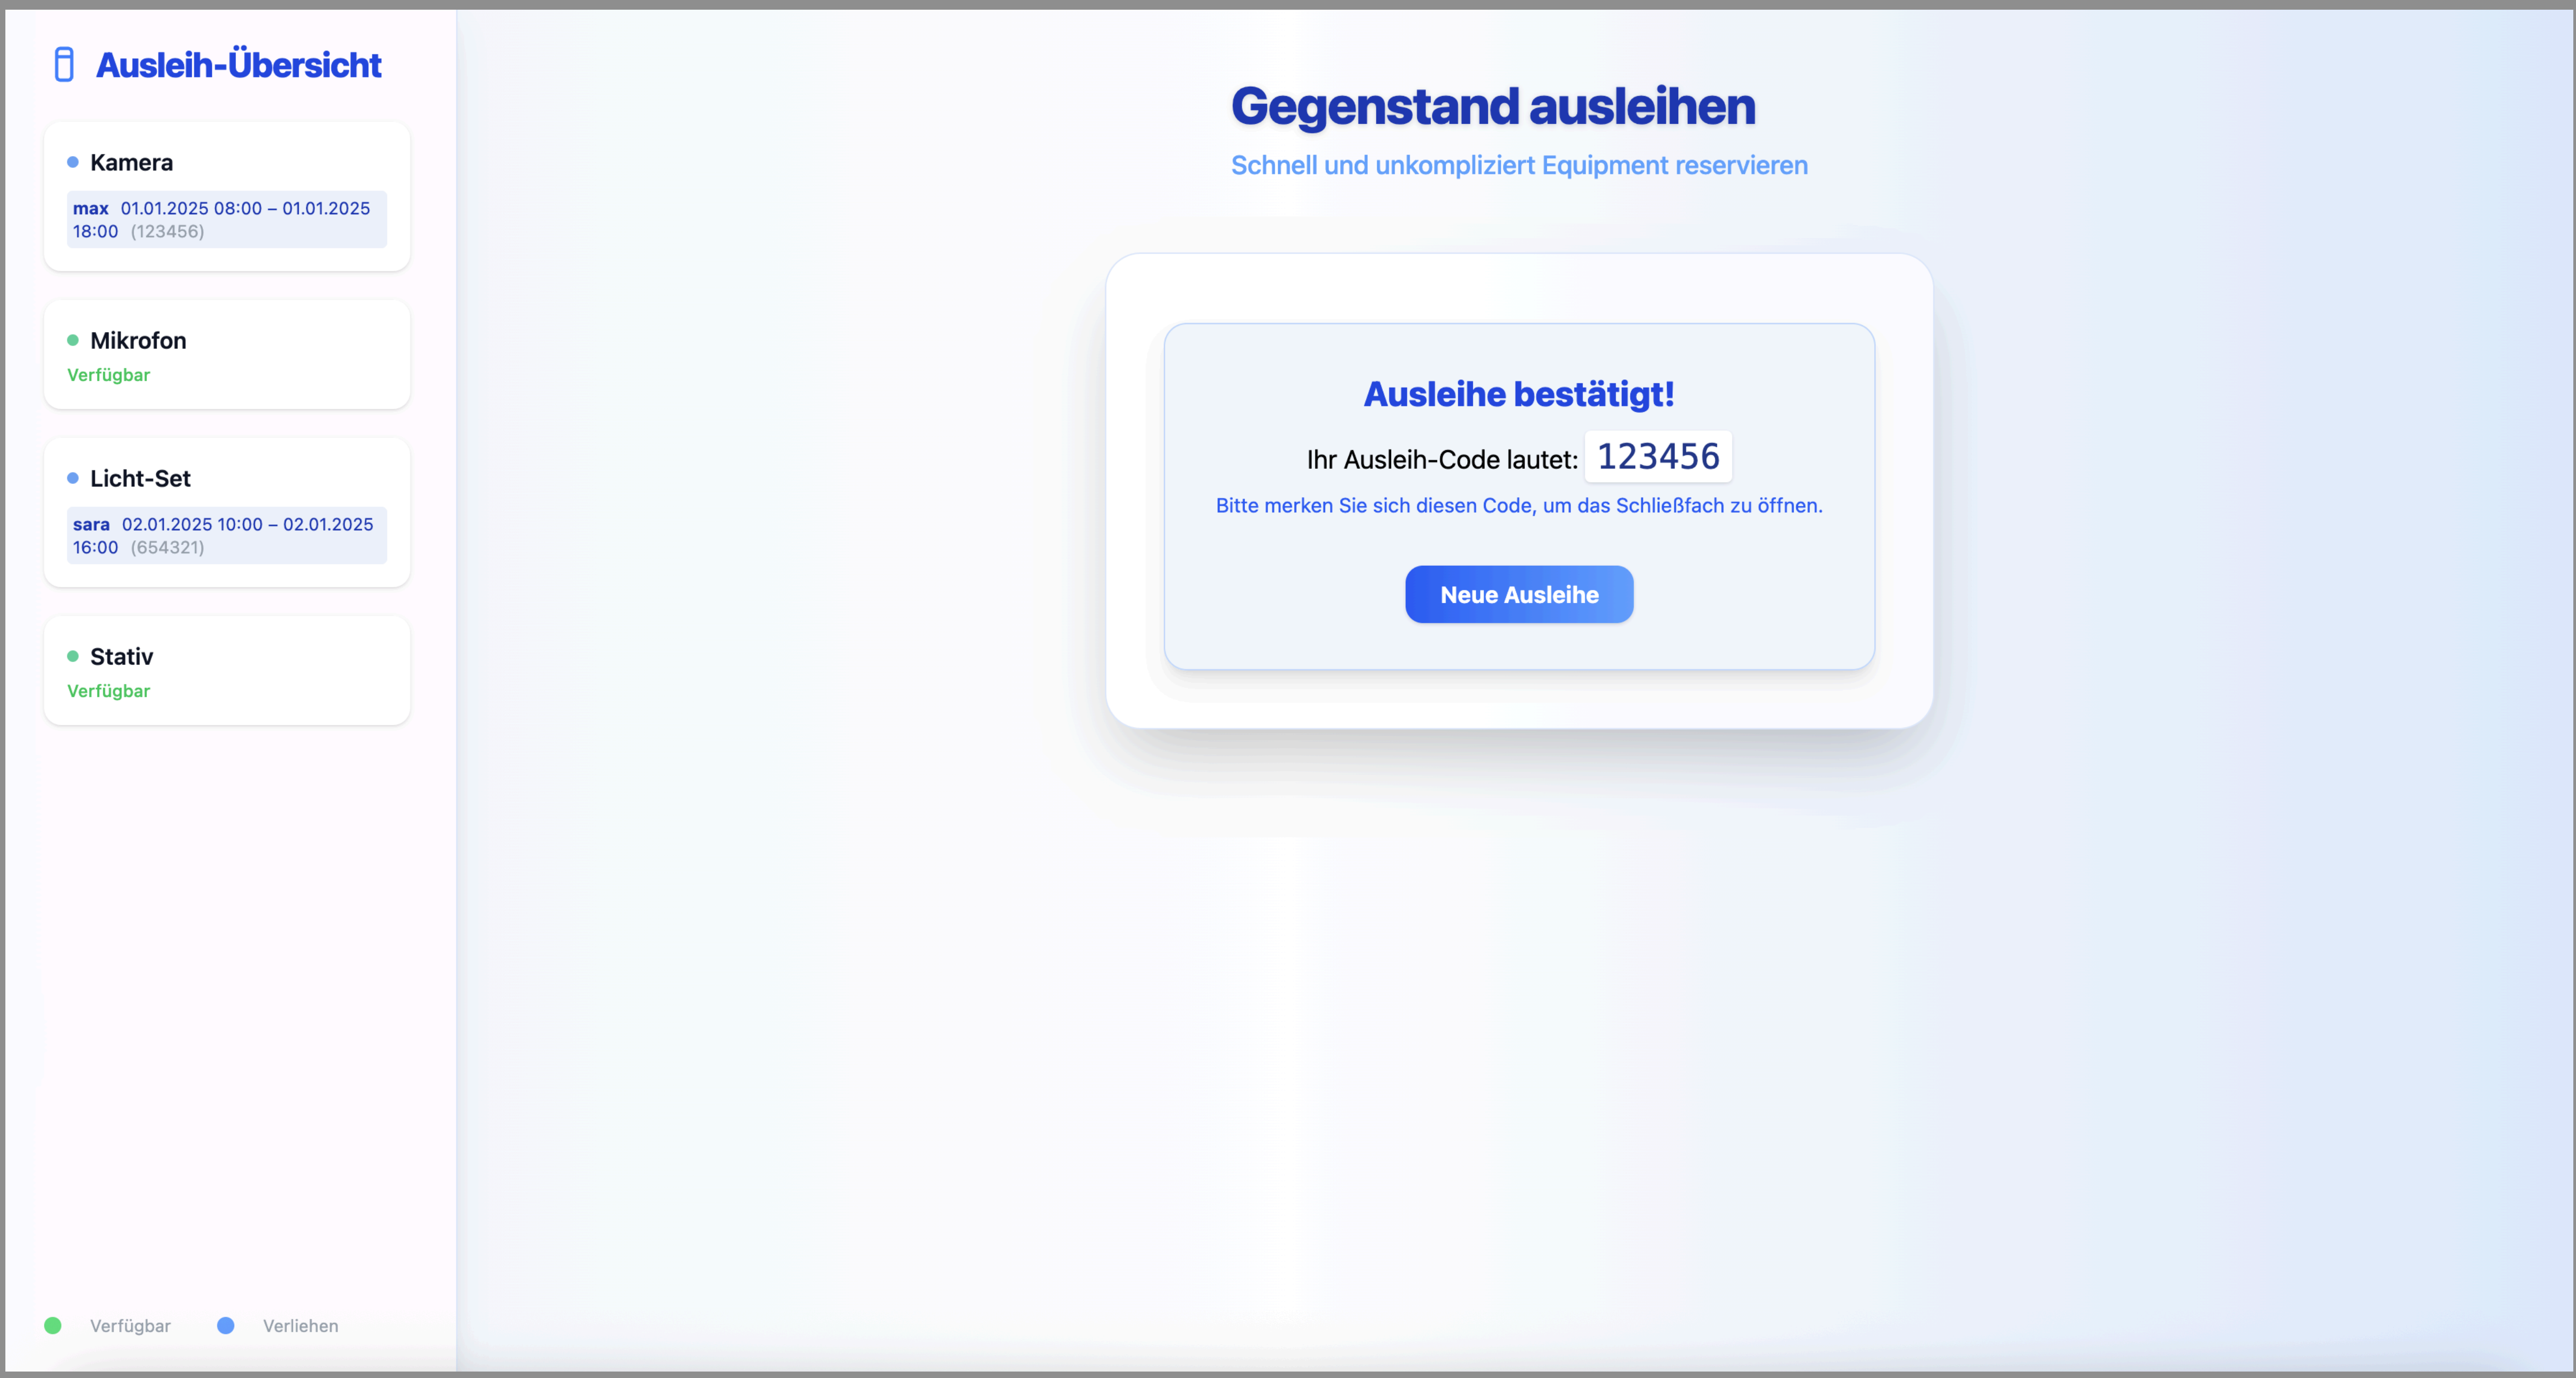 Ausleih-Übersicht
Kamera
max 01.01.2025 08:00 – 01.01.2025
18:00 (123456)
Mikrofon
Verfügbar
Licht-Set
sara 02.01.2025 10:00 – 02.01.2025
16:00 (654321)
Stativ
Verfügbar
Verfügbar Verliehen
Gegenstand ausleihen
Schnell und unkompliziert Equipment reservieren
Ausleihe bestätigt!
Ihr Ausleih-Code lautet: 123456
Bitte merken Sie sich diesen Code, um das Schließfach zu öffnen.
Neue Ausleihe